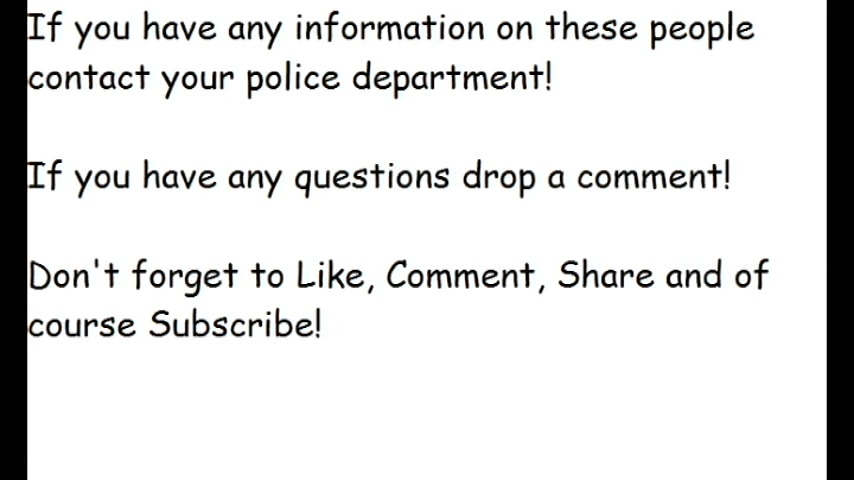 If you have any information on these people
contact your police department!
If you have any questions drop a comment!
Don't forget to Like, Comment, Share and of
course Subscribe!